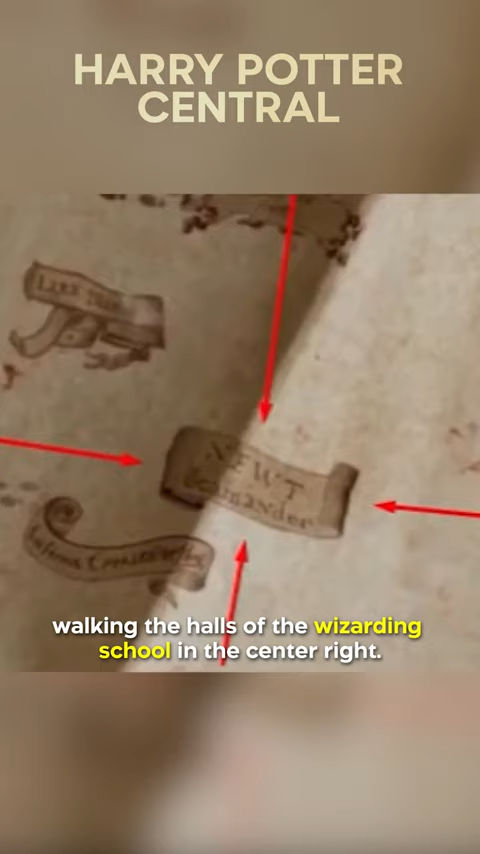 HARRY POTTER
CENTRAL
NEWT
Scamander
walking the halls of the wizarding
school in the center right.